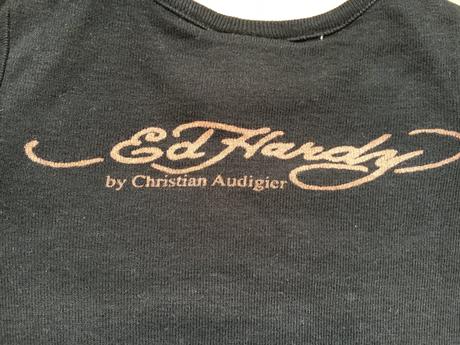 Ed Hardy
by Christian Audigier